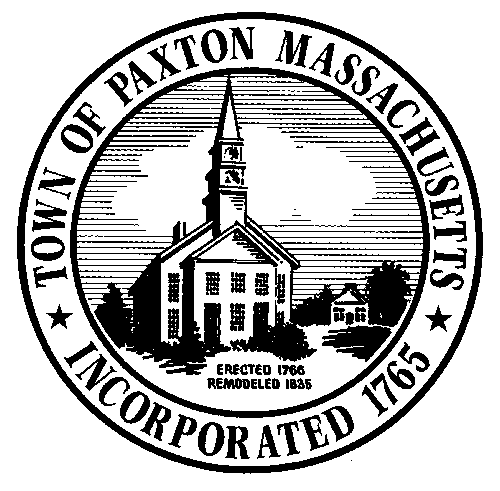 TOWN OF PAXTON MASSACHUSETTS
ERECTED 1766
REMODELED 1835
INCORPORATED 1765